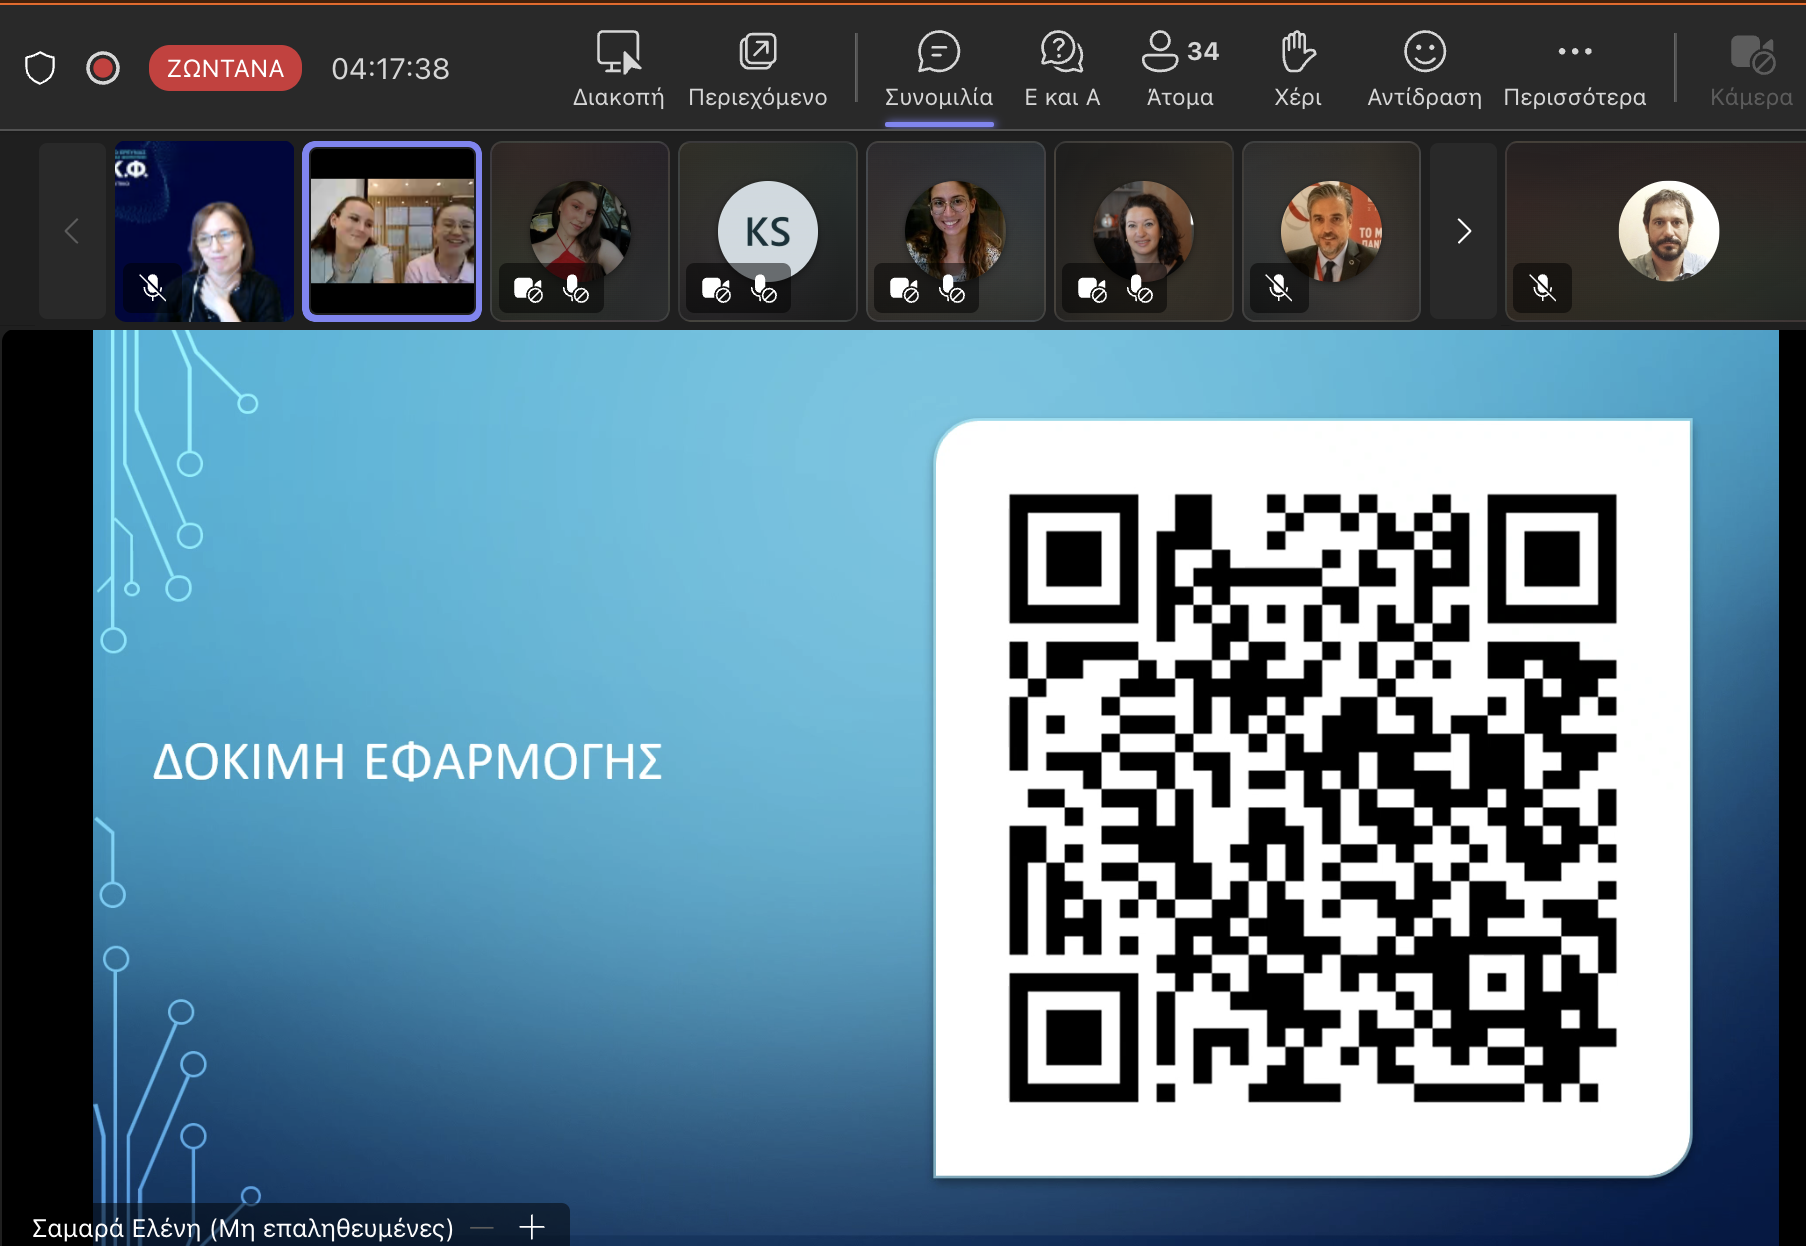 ΖΩΝΤΑΝΑ
04:17:38
Διακοπή
Περιεχόμενο
Συνομιλία
Ε και Α
34
Άτομα
Χέρι
Αντίδραση
Περισσότερα
Κάμερα
Κ.Φ.
KS
ΤΟ Μ
ΔΟΚΙΜΗ ΕΦΑΡΜΟΓΗΣ
Σαμαρά Ελένη (Μη επαληθευμένες)